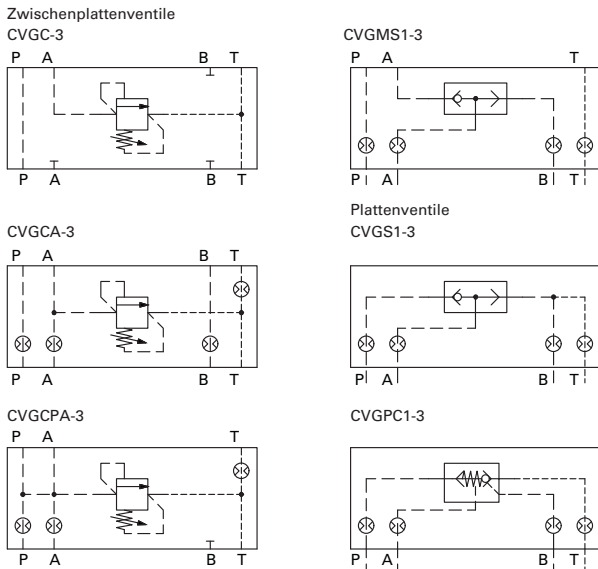 Zwischenplattenventile
CVGC-3
P A B T
P A B T
CVGCA-3
P A B T
P A B T
CVGCPA-3
P A T
P A B T
CVGMS1-3
P A T
P A B T
Plattenventile
CVGS1-3
P A B T
CVGPC1-3
P A B T